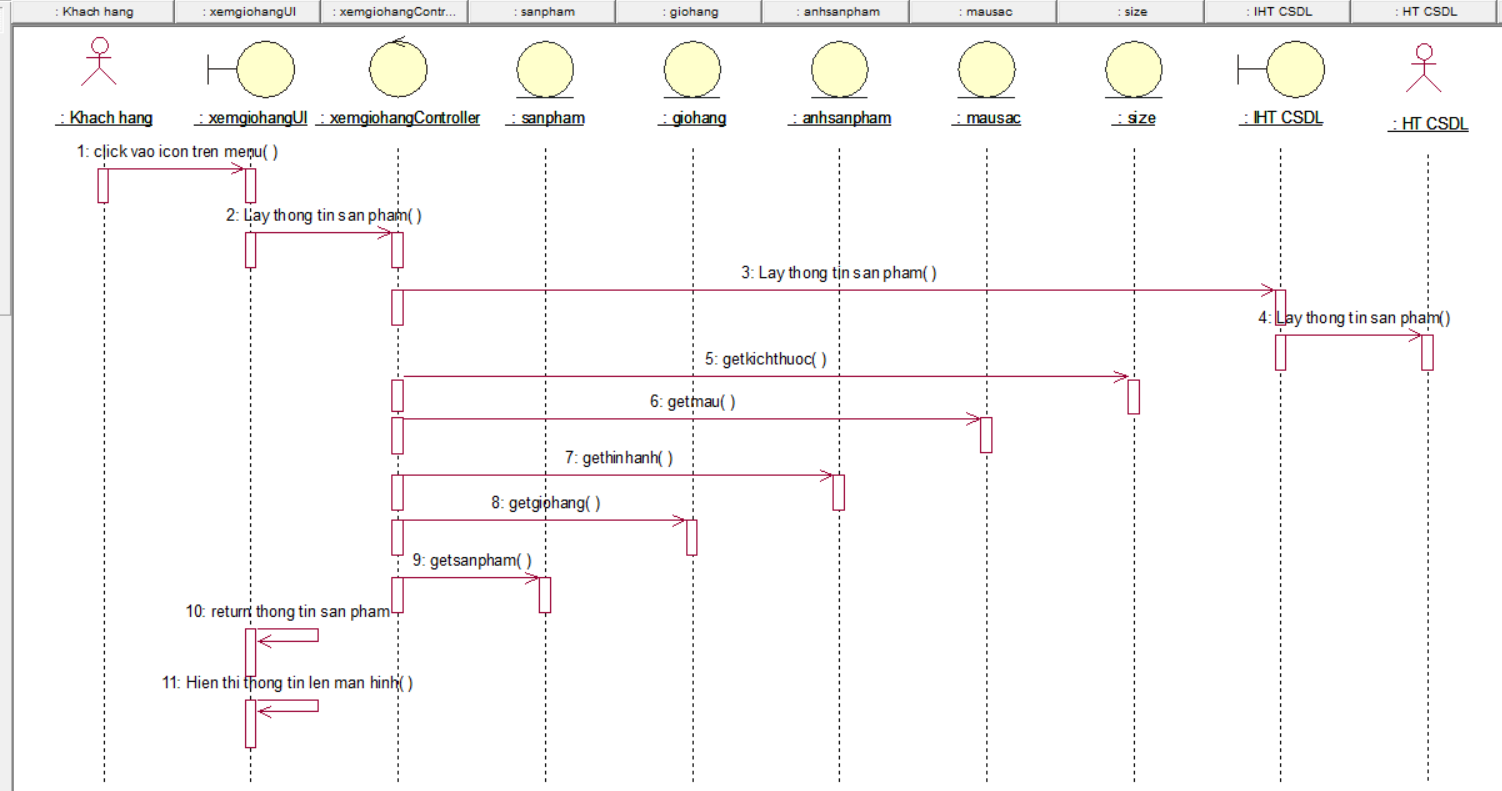 : Khach hang
: xemgiohangUI
: xemgiohangContr...
: sanpham
: giohang
: anhsanpham
: mausac
: size
: IHT CSDL
: HT CSDL
: Khach hang
: xemgiohangUI
: xemgiohangController
: sanpham
: giohang
: anhsanpham
: mausac
: size
: IHT CSDL
: HT CSDL
1: click vao icon tren menu( )
2: Lay thong tin san pham( )
3: Lay thong tin san pham( )
4: Lay thong tin san pham()
5: getkichthuoc( )
6: getmau( )
7: gethinhanh( )
8: getgiohang( )
9: getsanpham( )
10: return thong tin san pham
11: Hien thi thong tin len man hinh( )